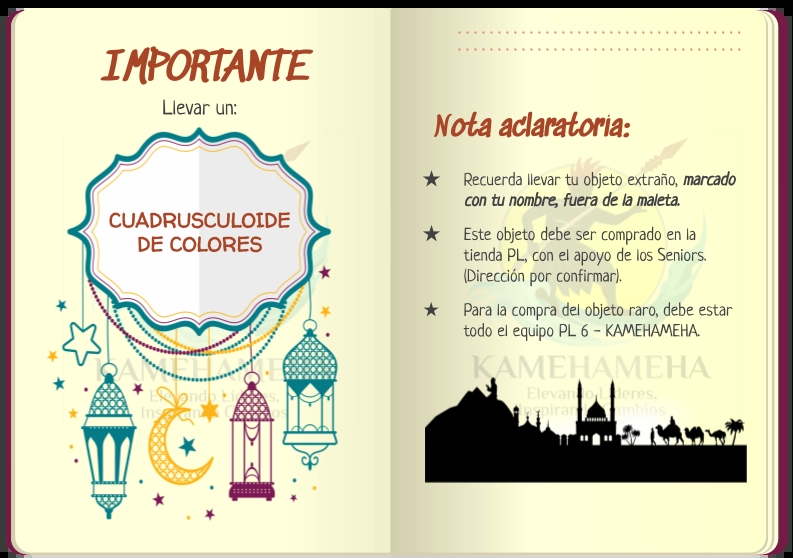 IMPORTANTE
Llevar un:
CUADRUSCULOIDE
DE COLORES
KAMEHAMEHA
Elevando Líderes,
Inspirando Cambios
Nota aclaratoria:
★ Recuerda llevar tu objeto extraño, marcado
con tu nombre, fuera de la maleta.
★ Este objeto debe ser comprado en la
tienda PL, con el apoyo de los Seniors.
(Dirección por confirmar).
★ Para la compra del objeto raro, debe estar
todo el equipo PL 6 - KAMEHAMEHA.
KAMEHAMEHA
Elevando Líderes,
Inspirando Cambios